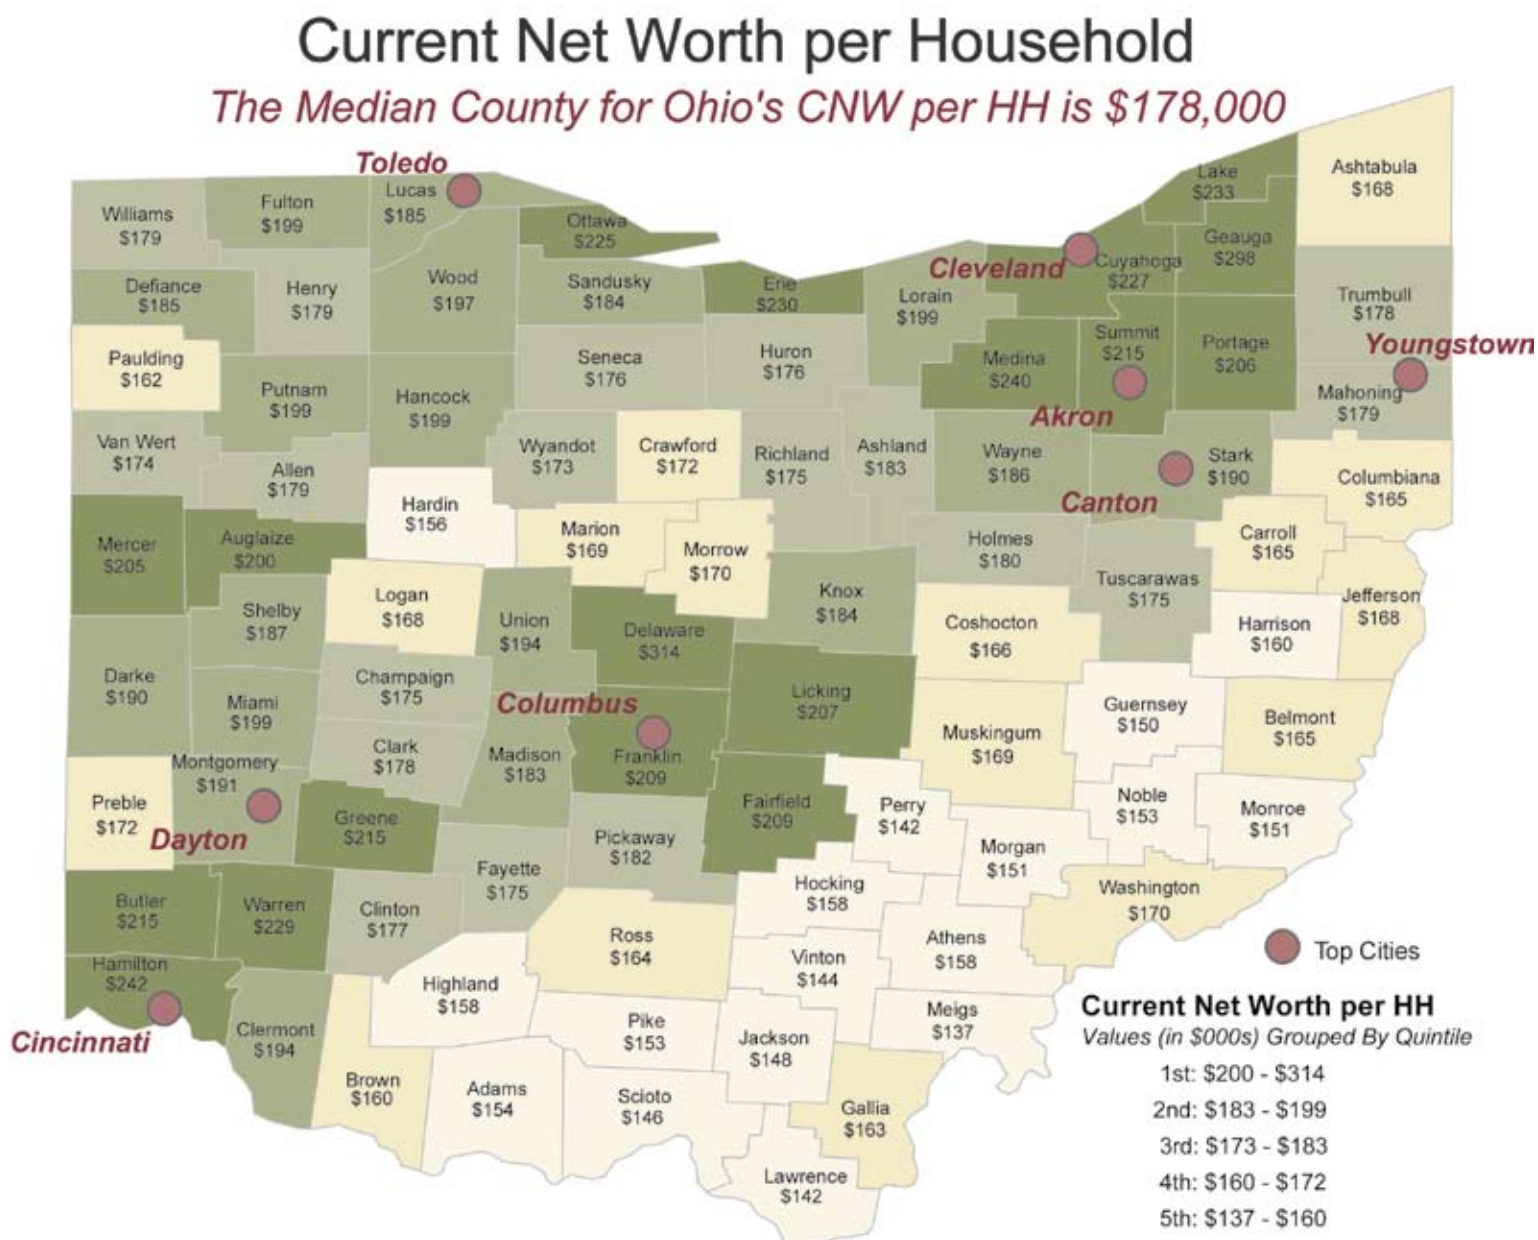 Current Net Worth per Household
The Median County for Ohio's CNW per HH is $178,000
Toledo
Williams
$179
Fulton
$199
Lucas
$185
Ottawa
$225
Lake
$233
Ashtabula
$168
Defiance
$185
Henry
$179
Wood
$197
Sandusky
$184
Erie
$230
Lorain
$199
Cleveland
Cuyahoga
$227
Geauga
$298
Trumbull
$178
Youngstown
Paulding
$162
Putnam
$199
Hancock
$199
Seneca
$176
Huron
$176
Medina
$240
Summit
$215
Akron
Portage
$206
Mahoning
$179
Van Wert
$174
Allen
$179
Hardin
$156
Wyandot
$173
Crawford
$172
Richland
$175
Ashland
$183
Wayne
$186
Stark
$190
Canton
Columbiana
$165
Mercer
$205
Auglaize
$200
Marion
$169
Morrow
$170
Holmes
$180
Tuscarawas
$175
Carroll
$165
Jefferson
$168
Shelby
$187
Logan
$168
Union
$194
Delaware
$314
Knox
$184
Coshocton
$166
Harrison
$160
Darke
$190
Miami
$199
Champaign
$175
Clark
$178
Madison
$183
Columbus
Franklin
$209
Licking
$207
Muskingum
$169
Guernsey
$150
Belmont
$165
Preble
$172
Montgomery
$191
Dayton
Greene
$215
Fayette
$175
Pickaway
$182
Fairfield
$209
Perry
$142
Morgan
$151
Noble
$153
Monroe
$151
Butler
$215
Warren
$229
Clinton
$177
Ross
$164
Hocking
$158
Athens
$158
Washington
$170
Hamilton
$242
Cincinnati
Clermont
$194
Highland
$158
Vinton
$144
Pike
$153
Jackson
$148
Meigs
$137
Brown
$160
Adams
$154
Scioto
$146
Gallia
$163
Lawrence
$142
Top Cities
Current Net Worth per HH
Values (in $000s) Grouped By Quintile
1st: $200 - $314
2nd: $183 - $199
3rd: $173 - $183
4th: $160 - $172
5th: $137 - $160